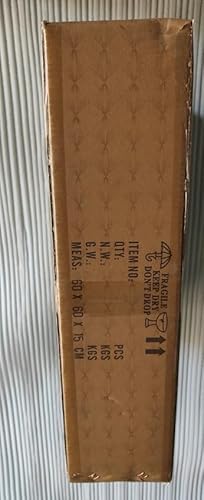 ITEM NO:
QTY: PCS
N.W.: KGS
G.W.: KGS
MEAS: 60 X 60 X 15 CM
FRAGILE
KEEP DRY
DON'T DROP